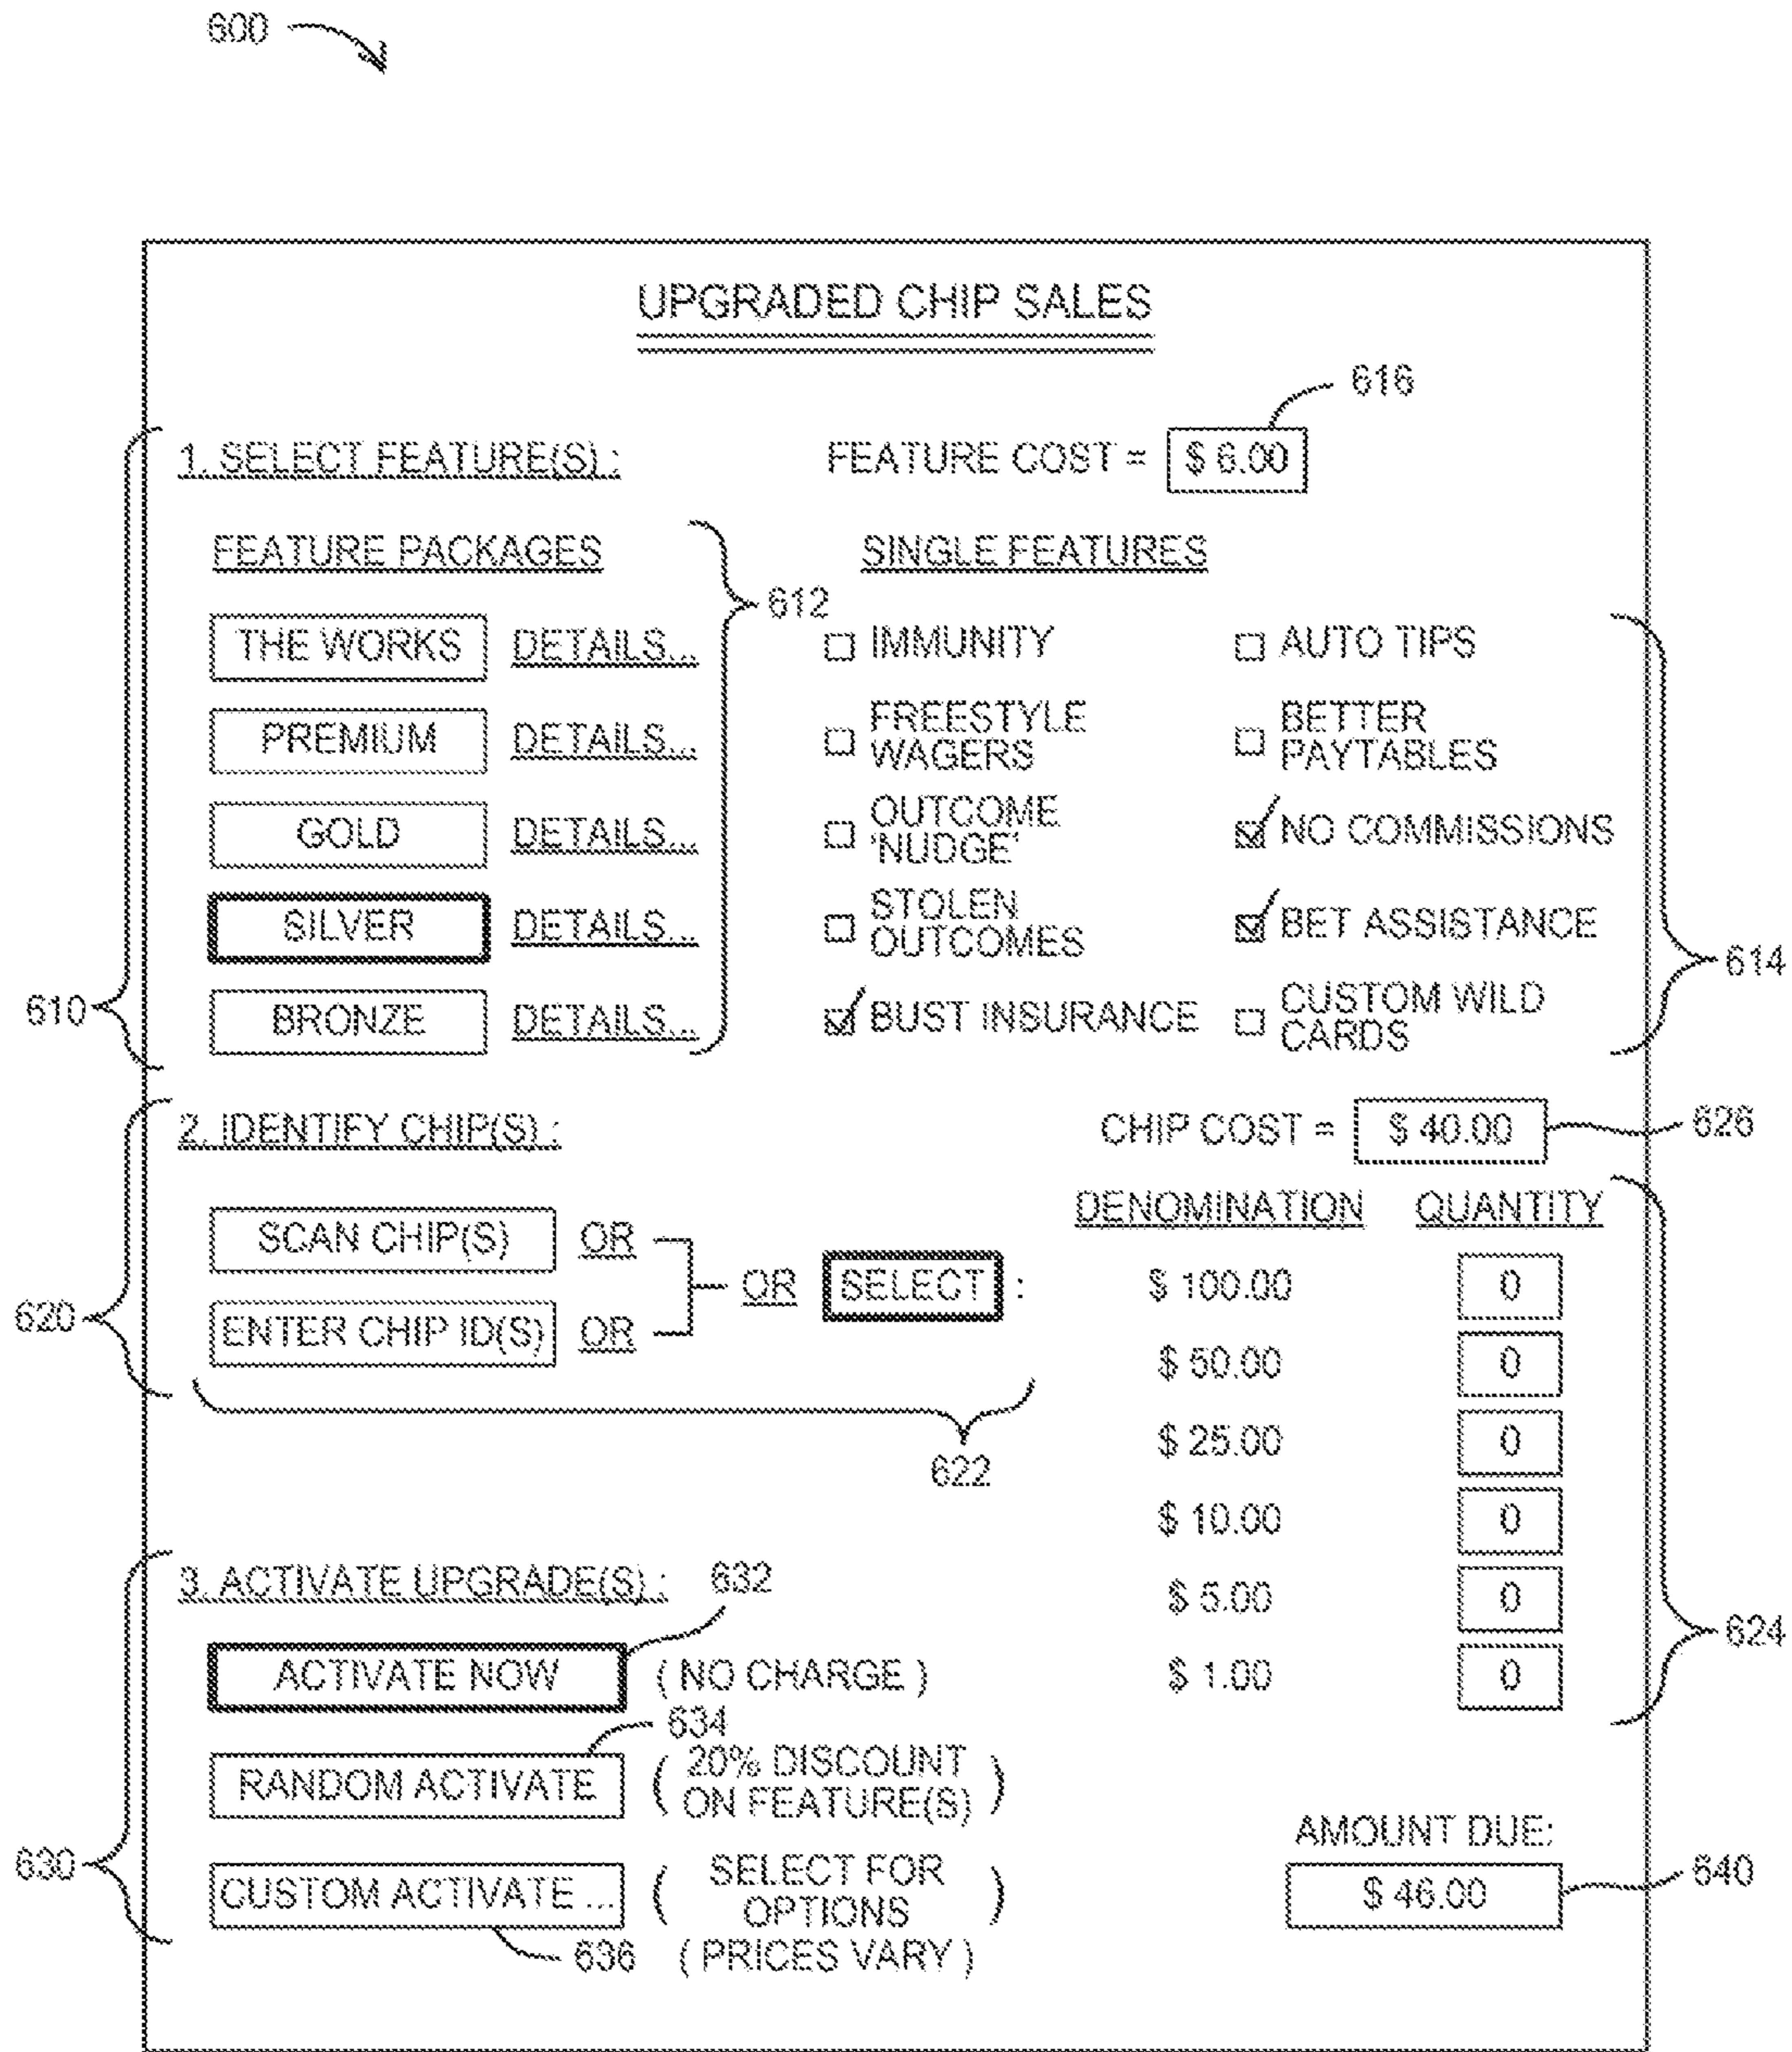 600
UPGRADED CHIP SALES
616
1. SELECT FEATURE(S) :
FEATURE COST = $ 6.00
FEATURE PACKAGES
SINGLE FEATURES
612
THE WORKS DETAILS...
PREMIUM DETAILS...
GOLD DETAILS...
SILVER DETAILS...
BRONZE DETAILS...
610
IMMUNITY
FREESTYLE
WAGERS
OUTCOME
'NUDGE'
STOLEN
OUTCOMES
BUST INSURANCE
AUTO TIPS
BETTER
PAYTABLES
NO COMMISSIONS
BET ASSISTANCE
CUSTOM WILD
CARDS
614
2. IDENTIFY CHIP(S) :
CHIP COST = $ 40.00
626
620
SCAN CHIP(S) OR
ENTER CHIP ID(S) OR
OR SELECT :
622
DENOMINATION QUANTITY
$ 100.00 0
$ 50.00 0
$ 25.00 0
$ 10.00 0
$ 5.00 0
$ 1.00 0
624
3. ACTIVATE UPGRADE(S) :
632
ACTIVATE NOW ( NO CHARGE )
634
RANDOM ACTIVATE
( 20% DISCOUNT
ON FEATURE(S) )
630
CUSTOM ACTIVATE ...
( SELECT FOR
OPTIONS )
636
( PRICES VARY )
AMOUNT DUE:
$ 46.00
640